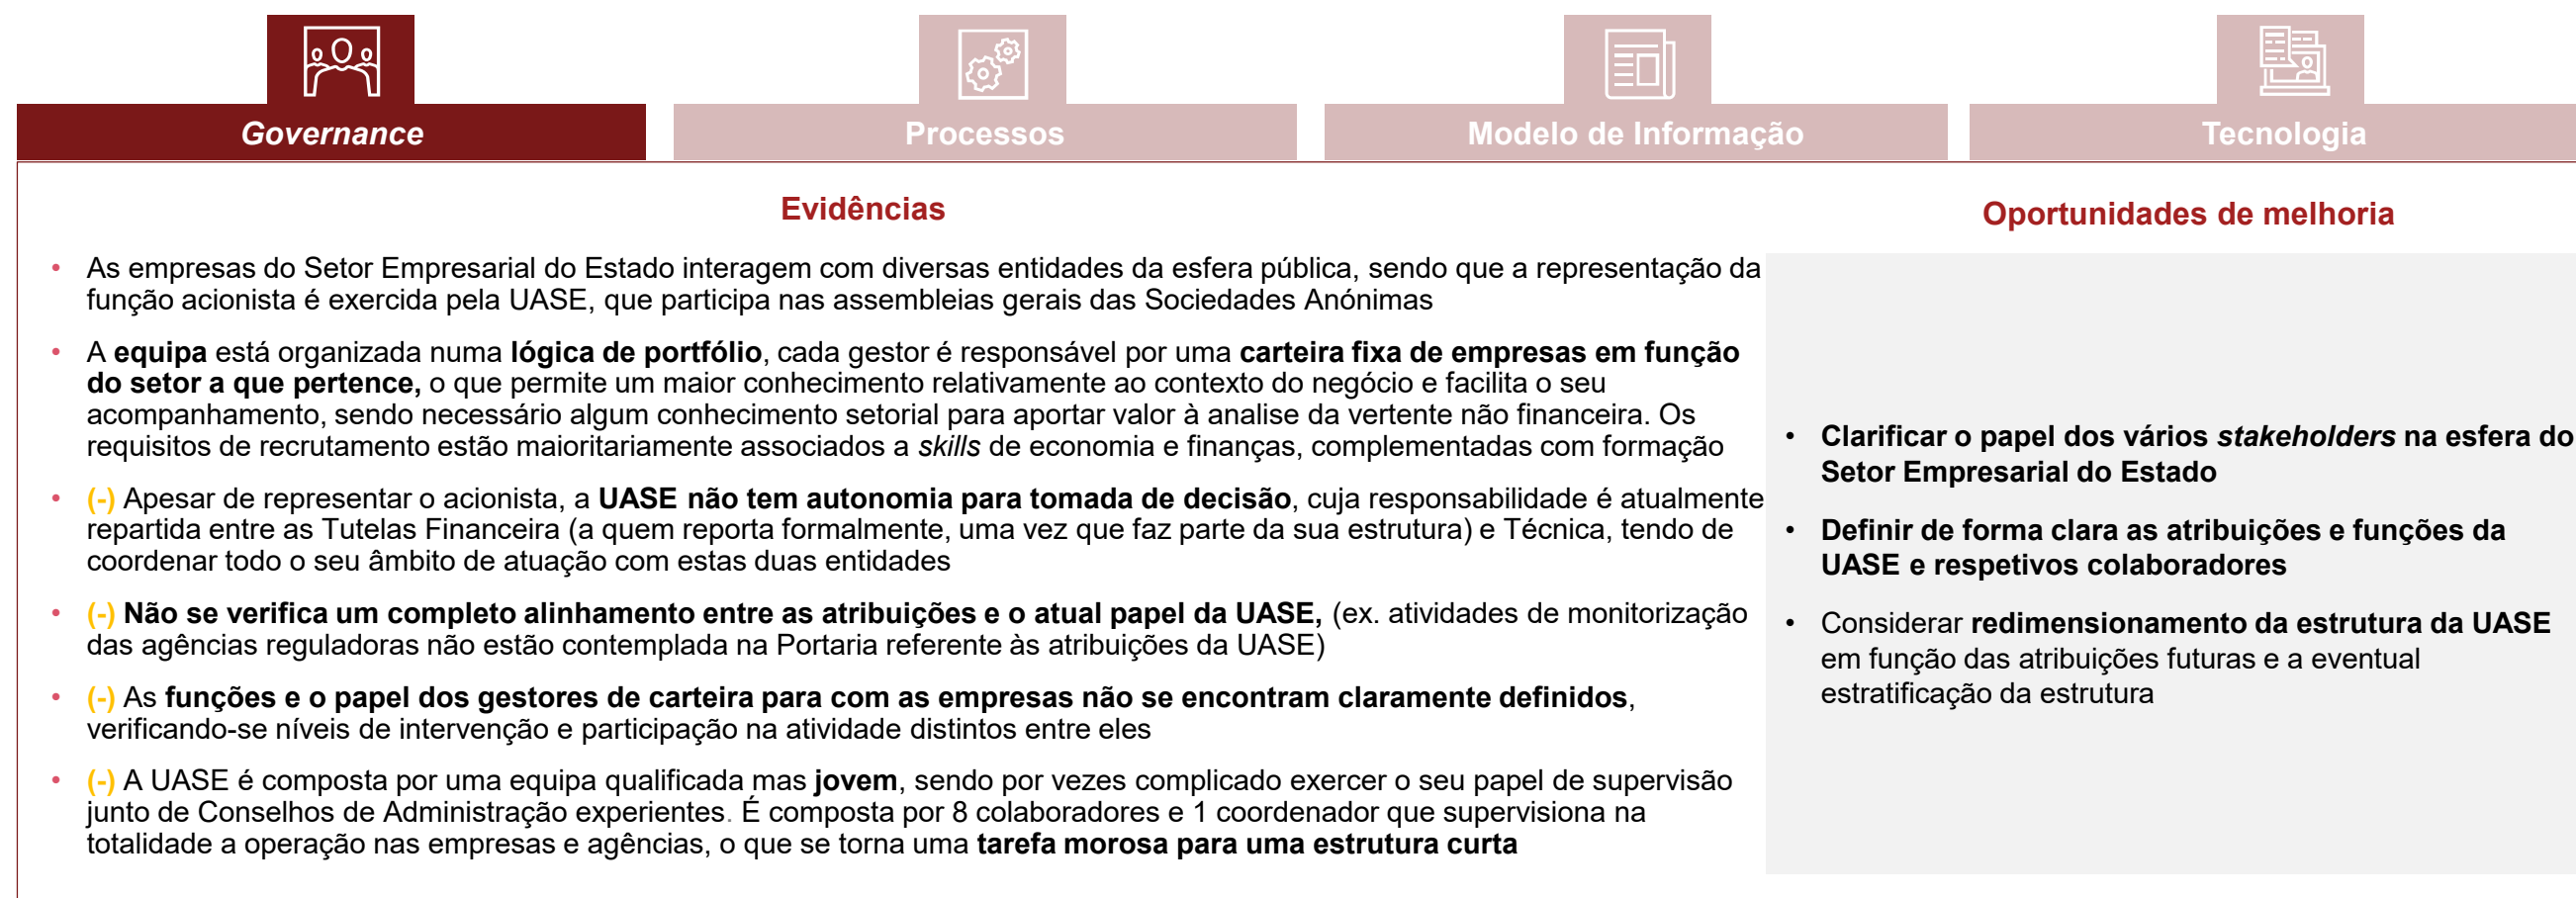 Governance
Processos
Modelo de Informação
Tecnologia
Evidências
• As empresas do Setor Empresarial do Estado interagem com diversas entidades da esfera pública, sendo que a representação da
função acionista é exercida pela UASE, que participa nas assembleias gerais das Sociedades Anónimas
• A equipa está organizada numa lógica de portfólio, cada gestor é responsável por uma carteira fixa de empresas em função
do setor a que pertence, o que permite um maior conhecimento relativamente ao contexto do negócio e facilita o seu
acompanhamento, sendo necessário algum conhecimento setorial para aportar valor à analise da vertente não financeira. Os
requisitos de recrutamento estão maioritariamente associados a skills de economia e finanças, complementadas com formação
• (-) Apesar de representar o acionista, a UASE não tem autonomia para tomada de decisão, cuja responsabilidade é atualmente
repartida entre as Tutelas Financeira (a quem reporta formalmente, uma vez que faz parte da sua estrutura) e Técnica, tendo de
coordenar todo o seu âmbito de atuação com estas duas entidades
• (-) Não se verifica um completo alinhamento entre as atribuições e o atual papel da UASE, (ex. atividades de monitorização
das agências reguladoras não estão contemplada na Portaria referente às atribuições da UASE)
• (-) As funções e o papel dos gestores de carteira para com as empresas não se encontram claramente definidos,
verificando-se níveis de intervenção e participação na atividade distintos entre eles
• (-) A UASE é composta por uma equipa qualificada mas jovem, sendo por vezes complicado exercer o seu papel de supervisão
junto de Conselhos de Administração experientes. É composta por 8 colaboradores e 1 coordenador que supervisiona na
totalidade a operação nas empresas e agências, o que se torna uma tarefa morosa para uma estrutura curta
Oportunidades de melhoria
• Clarificar o papel dos vários stakeholders na esfera do
Setor Empresarial do Estado
• Definir de forma clara as atribuições e funções da
UASE e respetivos colaboradores
• Considerar redimensionamento da estrutura da UASE
em função das atribuições futuras e a eventual
estratificação da estrutura